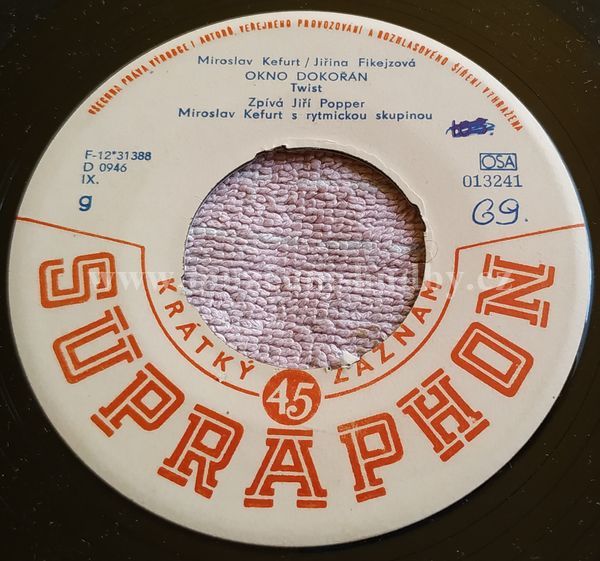 VŠECHNA PRÁVA VÝROBCE I AUTORŮ, VEŘEJNÉHO PROVOZOVÁNÍ A ROZHLASOVÉHO ŠÍŘENÍ VYHRAŽENA
Miroslav Kefurt/Jiřina Fikejzová
OKNO DOKOŘÁN
Twist
Zpívá Jiří Popper
Miroslav Kefurt s rytmickou skupinou
F-12*31388
D 0946
IX.
g
OSA
013241
69.
KRÁTKÝ
45
ZÁZNAM
SUPRAPHON